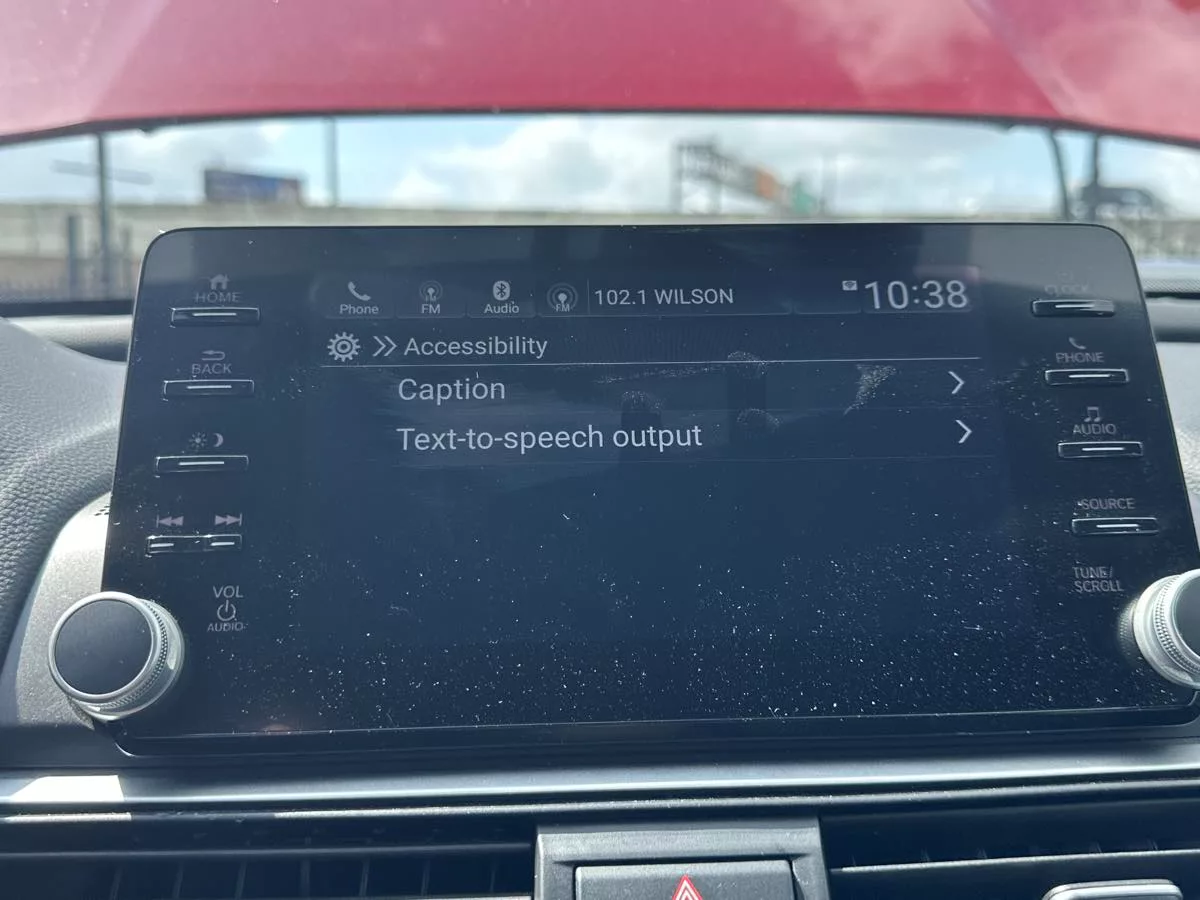 HOME
BACK
VOL
AUDIO
Phone
FM
Audio
FM
102.1 WILSON
10:38
Accessibility
Caption
Text-to-speech output
CLOCK
PHONE
AUDIO
SOURCE
TUNE/
SCROLL